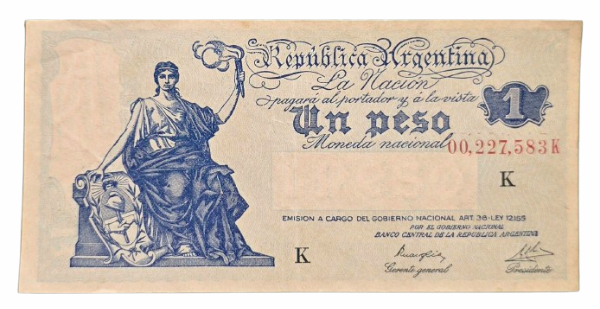 República Argentina
La Nación
pagará al portador y á la vista
1
Un peso
Moneda nacional
00,227,583K
K
EMISION A CARGO DEL GOBIERNO NACIONAL ART. 38-LEY 12.155
POR EL GOBIERNO NACIONAL
BANCO CENTRAL DE LA REPUBLICA ARGENTINA
K
Gerente general
Presidente